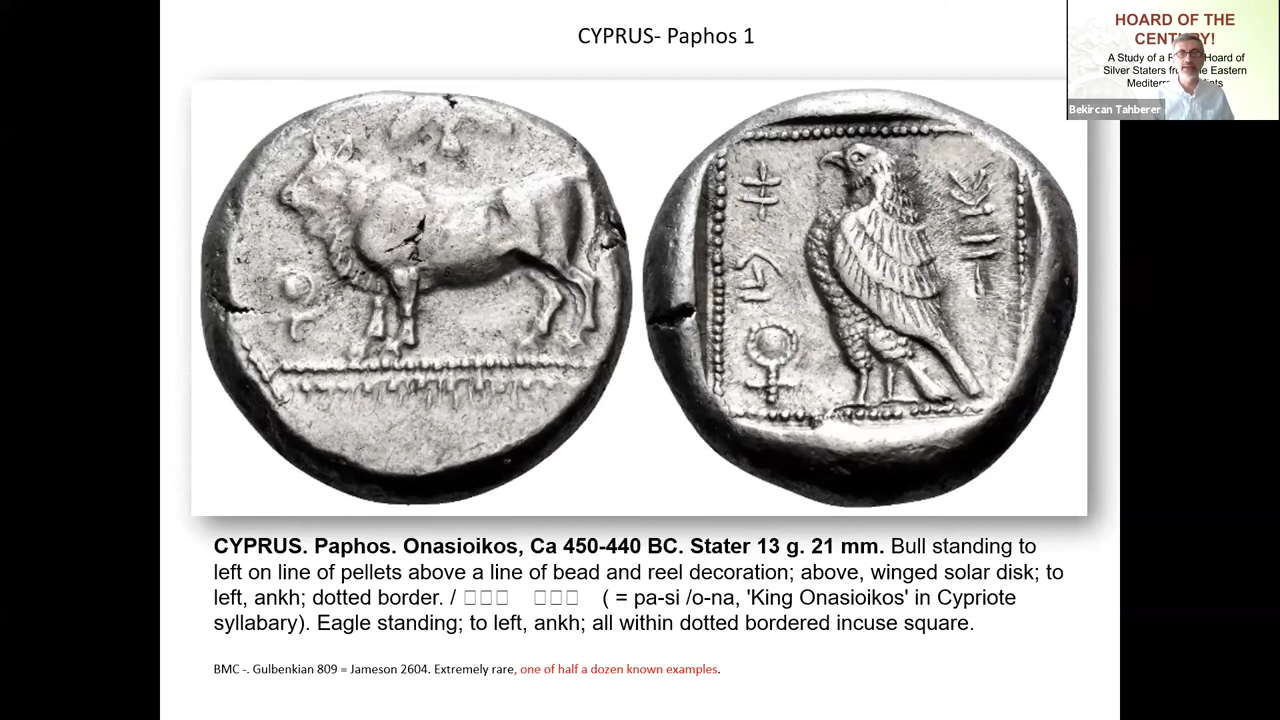 CYPRUS- Paphos 1
HOARD OF THE
CENTURY!
A Study of a Hoard of
Silver Staters Eastern
Bekircan Tahberer
CYPRUS. Paphos. Onasioikos, Ca 450-440 BC. Stater 13 g. 21 mm. Bull standing to
left on line of pellets above a line of bead and reel decoration; above, winged solar disk; to
left, ankh; dotted border. / □□□ □□□ ( = pa-si /o-na, 'King Onasioikos' in Cypriote
syllabary). Eagle standing; to left, ankh; all within dotted bordered incuse square.
BMC -. Gulbenkian 809 = Jameson 2604. Extremely rare, one of half a dozen known examples.